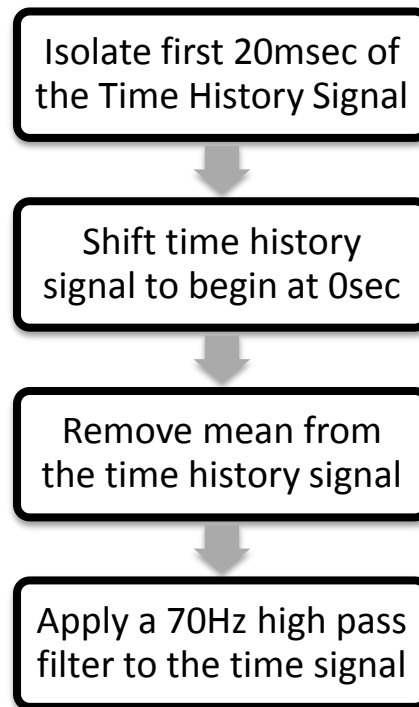 Isolate first 20msec of
the Time History Signal
Shift time history
signal to begin at 0sec
Remove mean from
the time history signal
Apply a 70Hz high pass
filter to the time signal